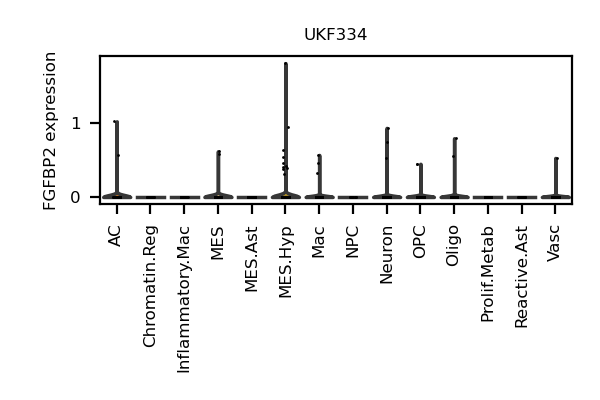 UKF334
FGFBP2 expression
1
0
AC
Chromatin.Reg
Inflammatory.Mac
MES
MES.Ast
MES.Hyp
Mac
NPC
Neuron
OPC
Oligo
Prolif.Metab
Reactive.Ast
Vasc